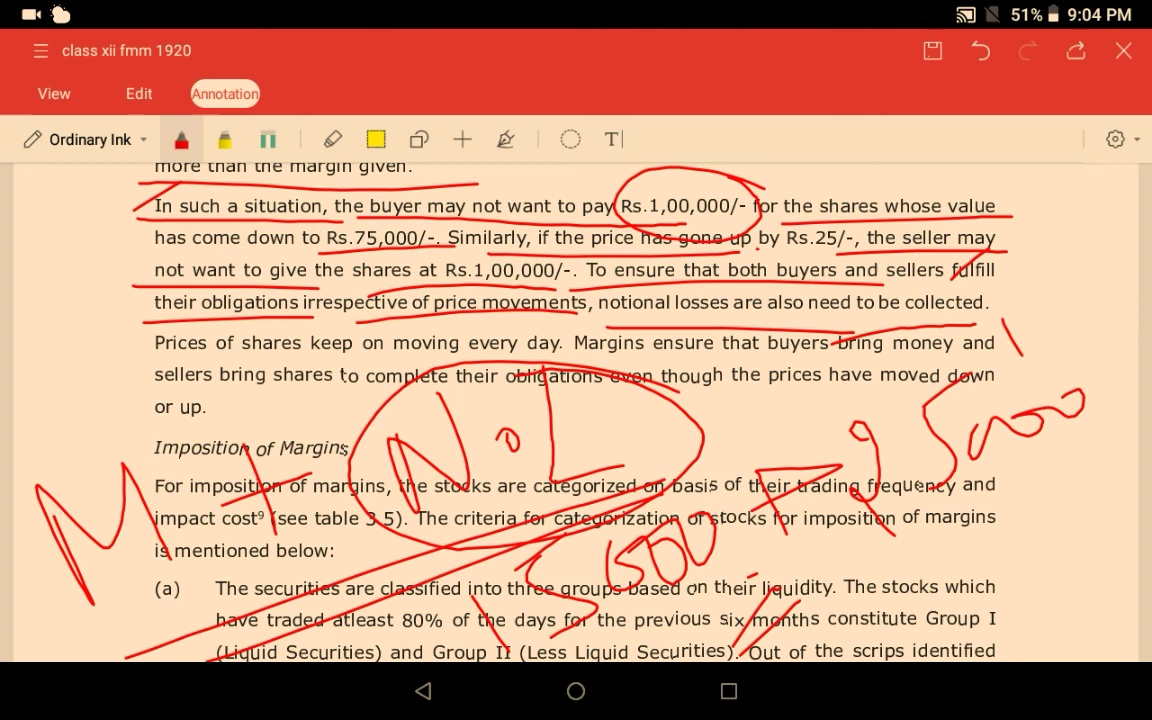 51% 9:04 PM
class xii fmm 1920
View Edit Annotation
Ordinary Ink T
more than the margin given.
In such a situation, the buyer may not want to pay Rs.1,00,000/- for the shares whose value
has come down to Rs.75,000/-. Similarly, if the price has gone up by Rs.25/-, the seller may
not want to give the shares at Rs.1,00,000/-. To ensure that both buyers and sellers fulfill
their obligations irrespective of price movements, notional losses are also need to be collected.
Prices of shares keep on moving every day. Margins ensure that buyers bring money and
sellers bring shares to complete their obligations even though the prices have moved down
or up.
Imposition of Margins
For imposition of margins, the stocks are categorized on basis of their trading frequency and
impact cost⁹ (see table 3.5). The criteria for categorization of stocks for imposition of margins
is mentioned below:
(a) The securities are classified into three groups based on their liquidity. The stocks which
have traded atleast 80% of the days for the previous six months constitute Group I
(Liquid Securities) and Group II (Less Liquid Securities). Out of the scrips identified
M + N.L